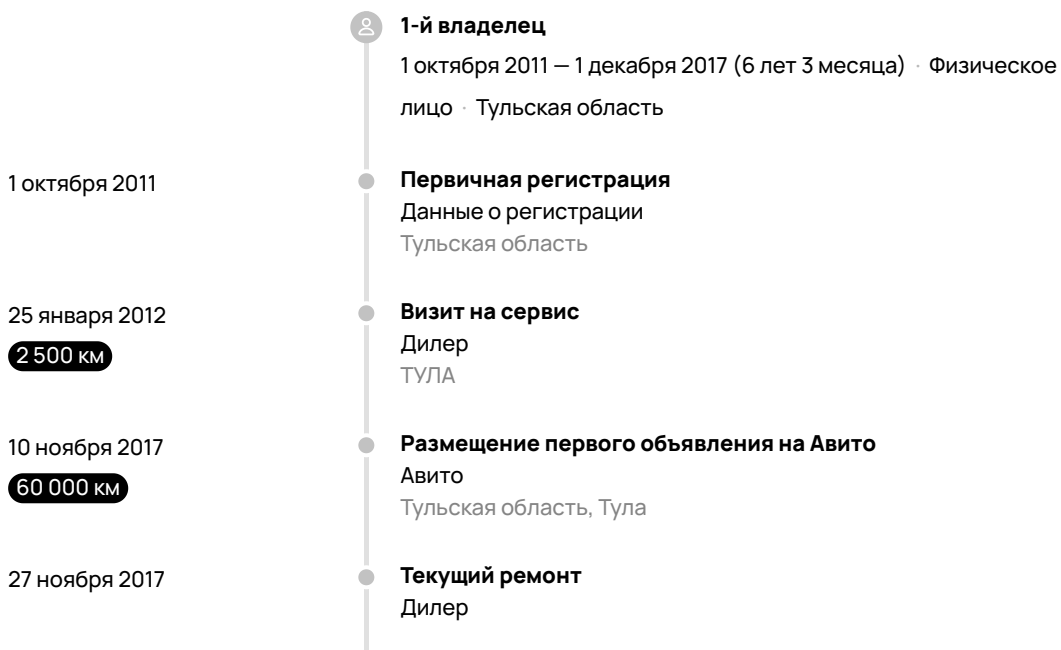 1-й владелец
1 октября 2011 — 1 декабря 2017 (6 лет 3 месяца) · Физическое
лицо · Тульская область
1 октября 2011
Первичная регистрация
Данные о регистрации
Тульская область
25 января 2012
2 500 км
Визит на сервис
Дилер
ТУЛА
10 ноября 2017
60 000 км
Размещение первого объявления на Авито
Авито
Тульская область, Тула
27 ноября 2017
Текущий ремонт
Дилер